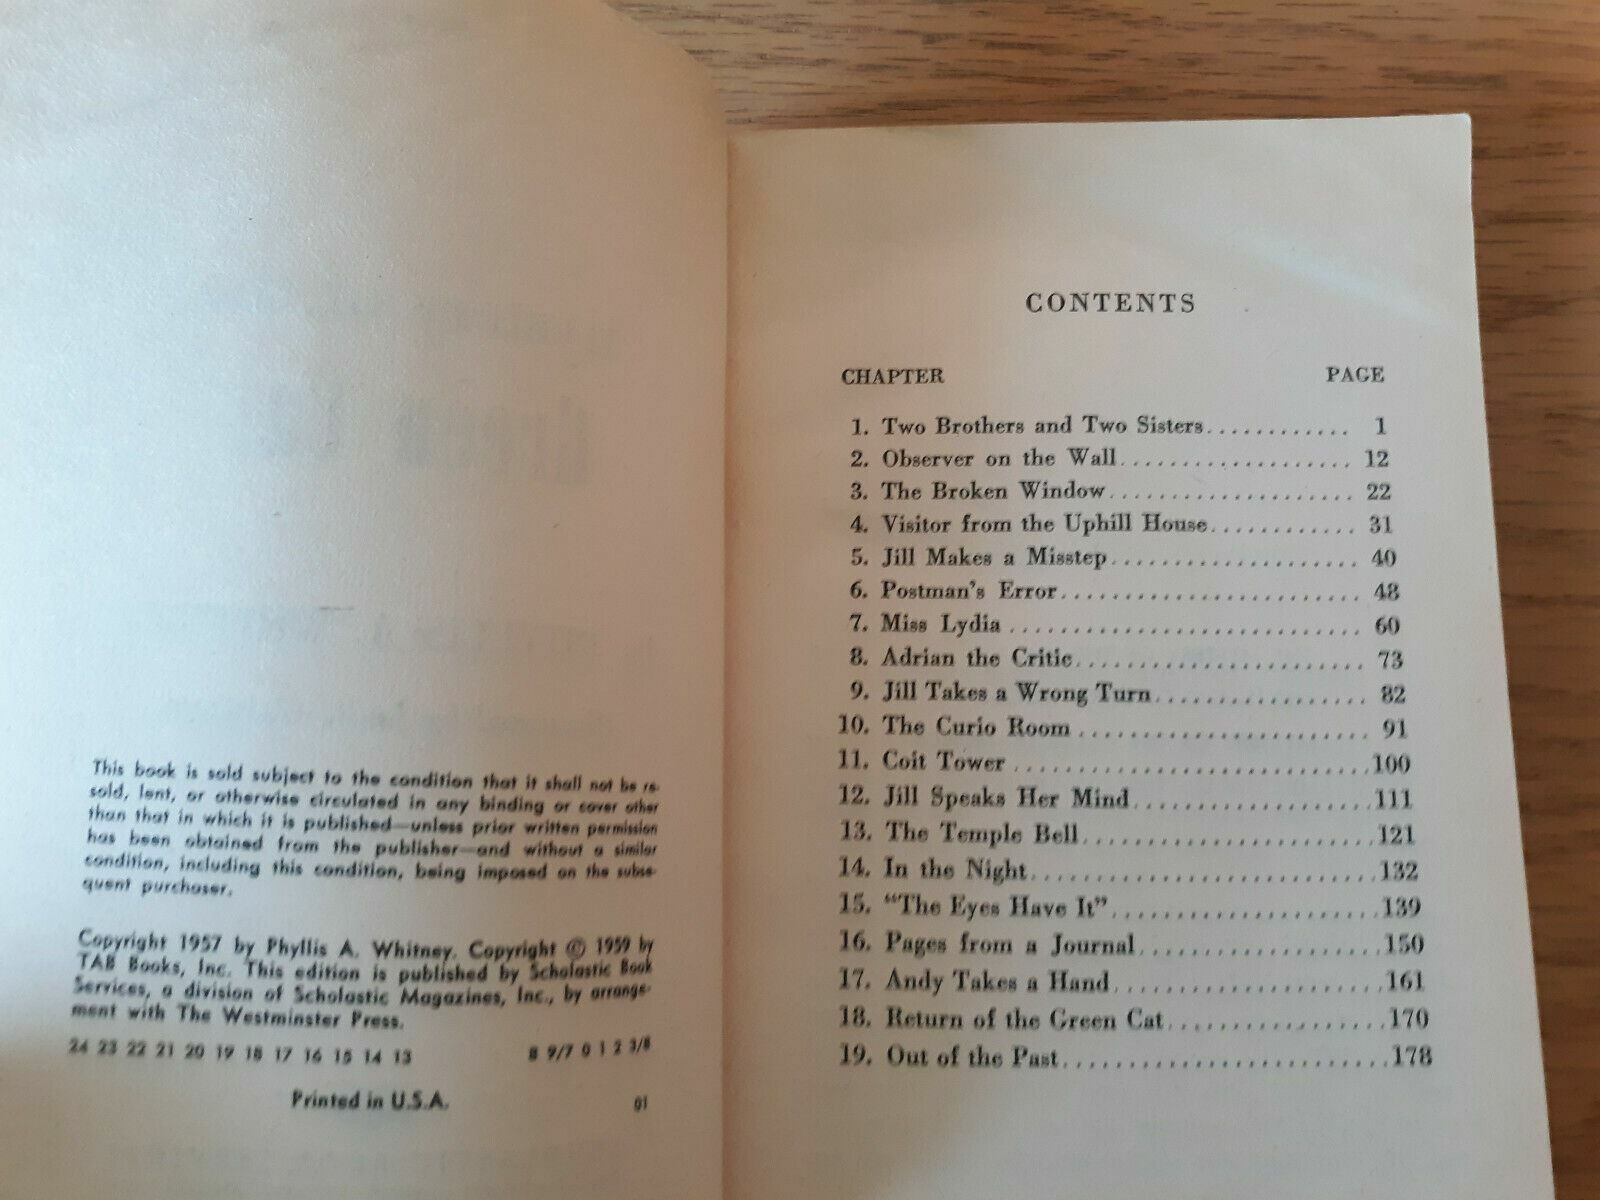 This book is sold subject to the condition that it shall not be re-
sold, lent, or otherwise circulated in any binding or cover other
than that in which it is published—unless prior written permission
has been obtained from the publisher—and without a similar
condition, including this condition, being imposed on the subse-
quent purchaser.
Copyright 1957 by Phyllis A. Whitney. Copyright © 1959 by
TAB Books, Inc. This edition is published by Scholastic Book
Services, a division of Scholastic Magazines, Inc., by arrange-
ment with The Westminster Press.
24 23 22 21 20 19 18 17 16 15 14 13 8 9/7 0 1 2 3/8
Printed in U.S.A. 01
CONTENTS
CHAPTER PAGE
1. Two Brothers and Two Sisters............ 1
2. Observer on the Wall................... 12
3. The Broken Window.................... 22
4. Visitor from the Uphill House............ 31
5. Jill Makes a Misstep.................... 40
6. Postman's Error........................ 48
7. Miss Lydia ............................ 60
8. Adrian the Critic....................... 73
9. Jill Takes a Wrong Turn................. 82
10. The Curio Room ....................... 91
11. Coit Tower ............................100
12. Jill Speaks Her Mind...................111
13. The Temple Bell.......................121
14. In the Night...........................132
15. “The Eyes Have It”.....................139
16. Pages from a Journal...................150
17. Andy Takes a Hand.....................161
18. Return of the Green Cat.................170
19. Out of the Past.........................178